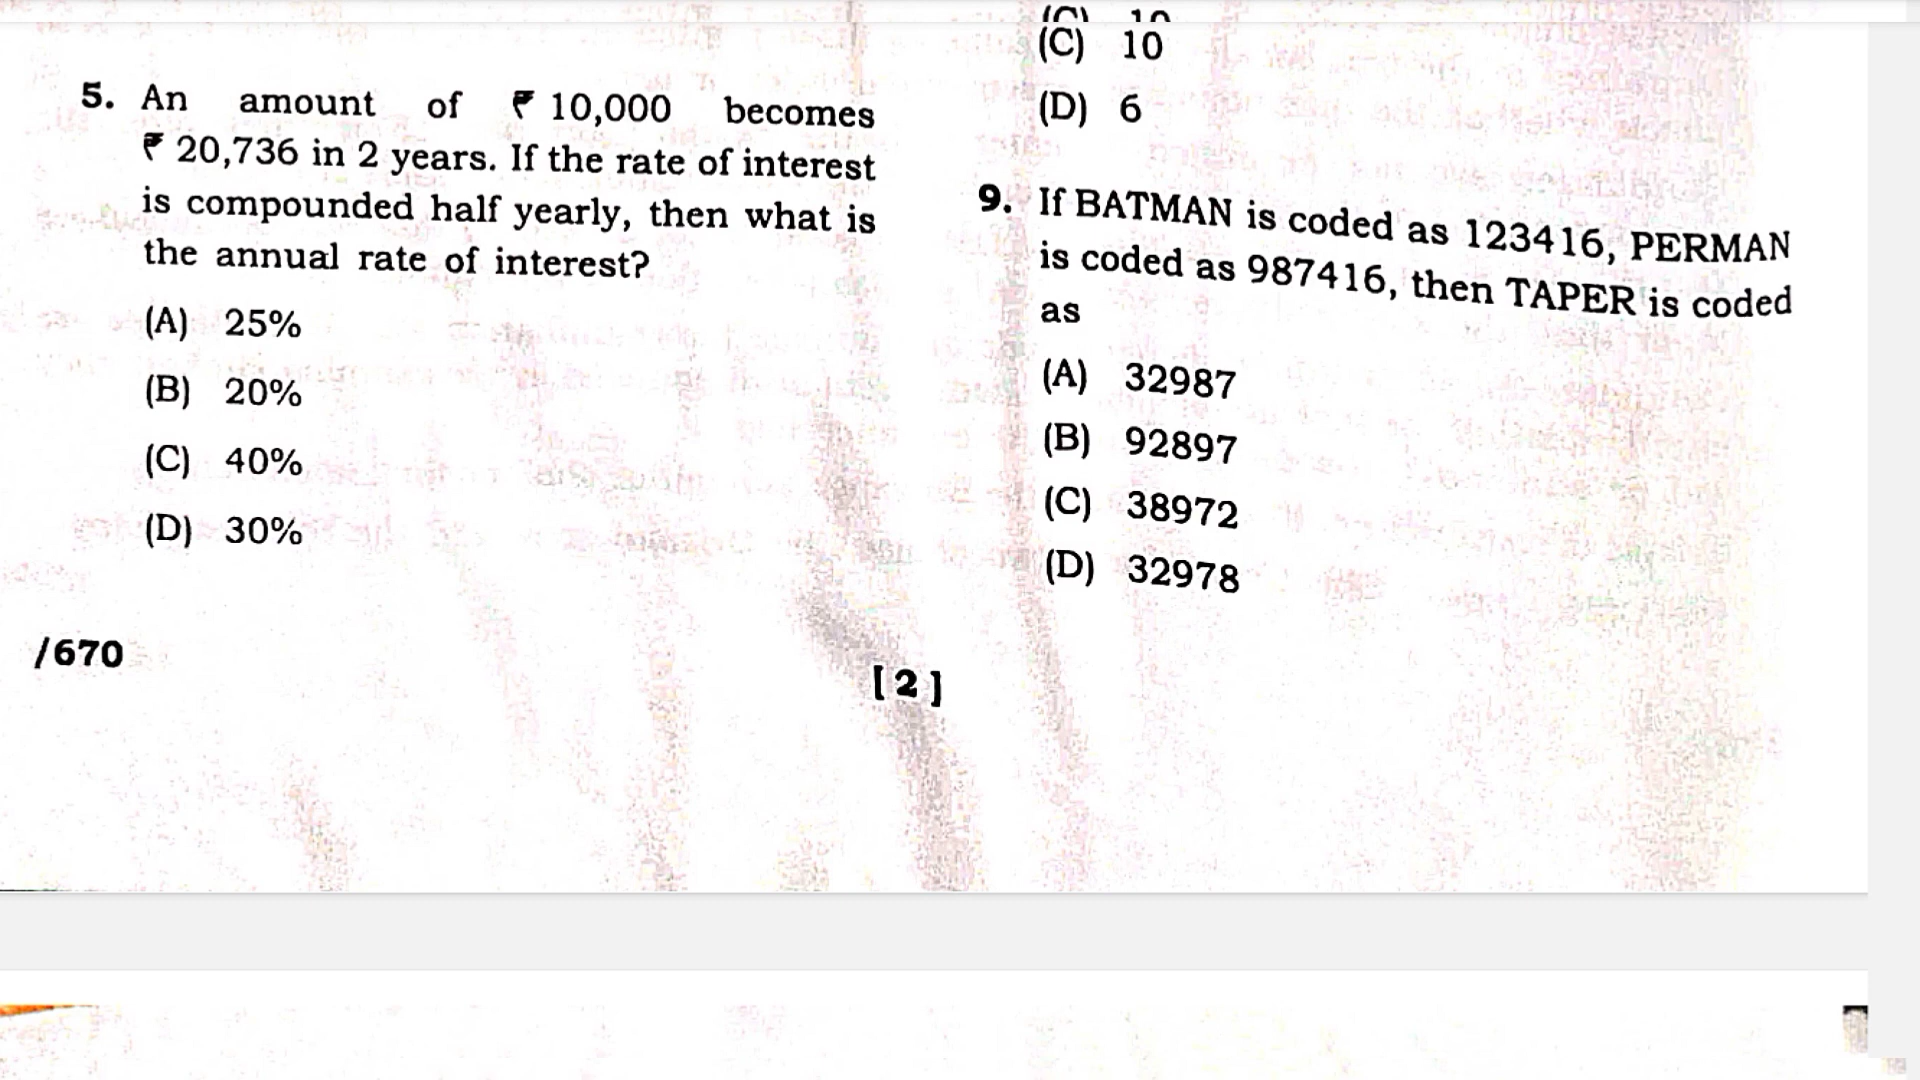 5. An amount of ₹ 10,000 becomes
₹ 20,736 in 2 years. If the rate of interest
is compounded half yearly, then what is
the annual rate of interest?
(A) 25%
(B) 20%
(C) 40%
(D) 30%
/670
(C) 10
(C) 10
(D) 6
9. If BATMAN is coded as 123416, PERMAN
is coded as 987416, then TAPER is coded
as
(A) 32987
(B) 92897
(C) 38972
(D) 32978
[ 2 ]